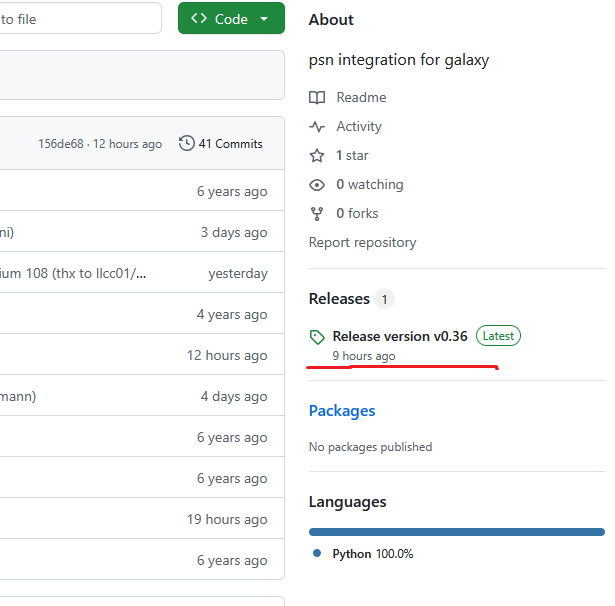 to file
Code
156de68 · 12 hours ago
41 Commits
6 years ago
ni)
3 days ago
ium 108 (thx to llcc01/...
yesterday
4 years ago
12 hours ago
mann)
4 days ago
6 years ago
6 years ago
19 hours ago
6 years ago
About
psn integration for galaxy
Readme
Activity
1 star
0 watching
0 forks
Report repository
Releases 1
Release version v0.36 Latest
9 hours ago
Packages
No packages published
Languages
Python 100.0%